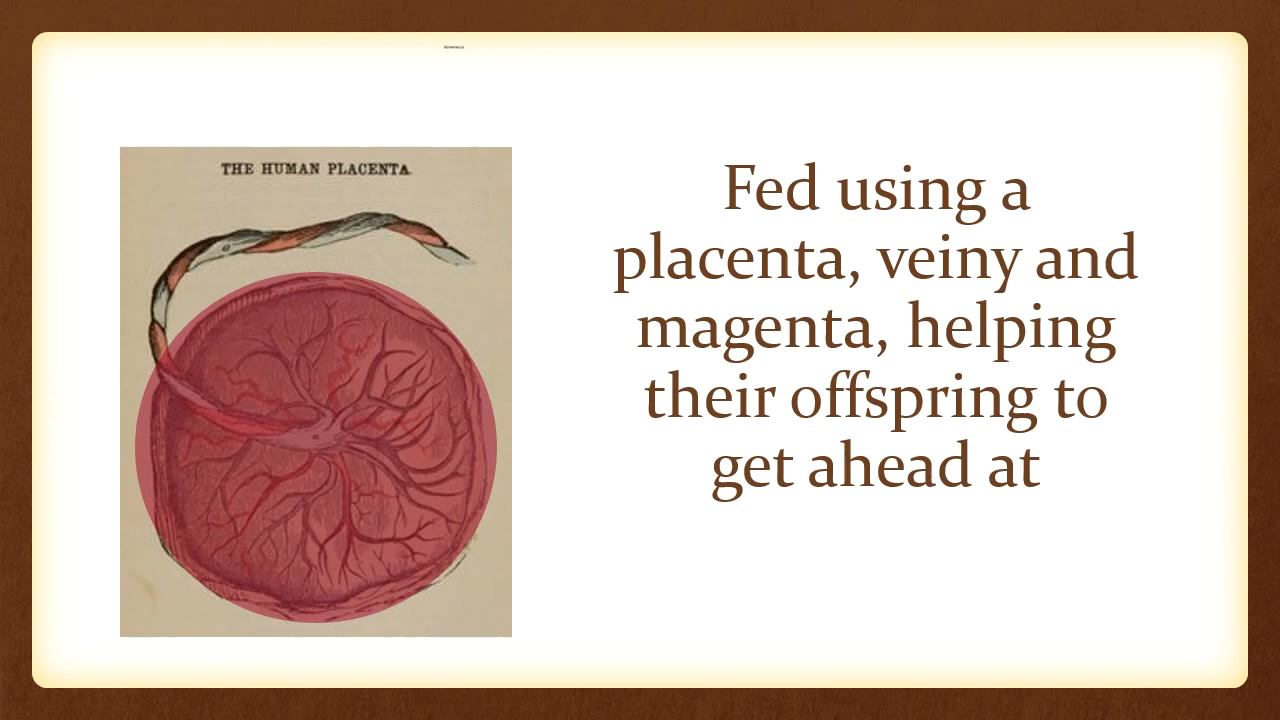 THE HUMAN PLACENTA.
Fed using a
placenta, veiny and
magenta, helping
their offspring to
get ahead at